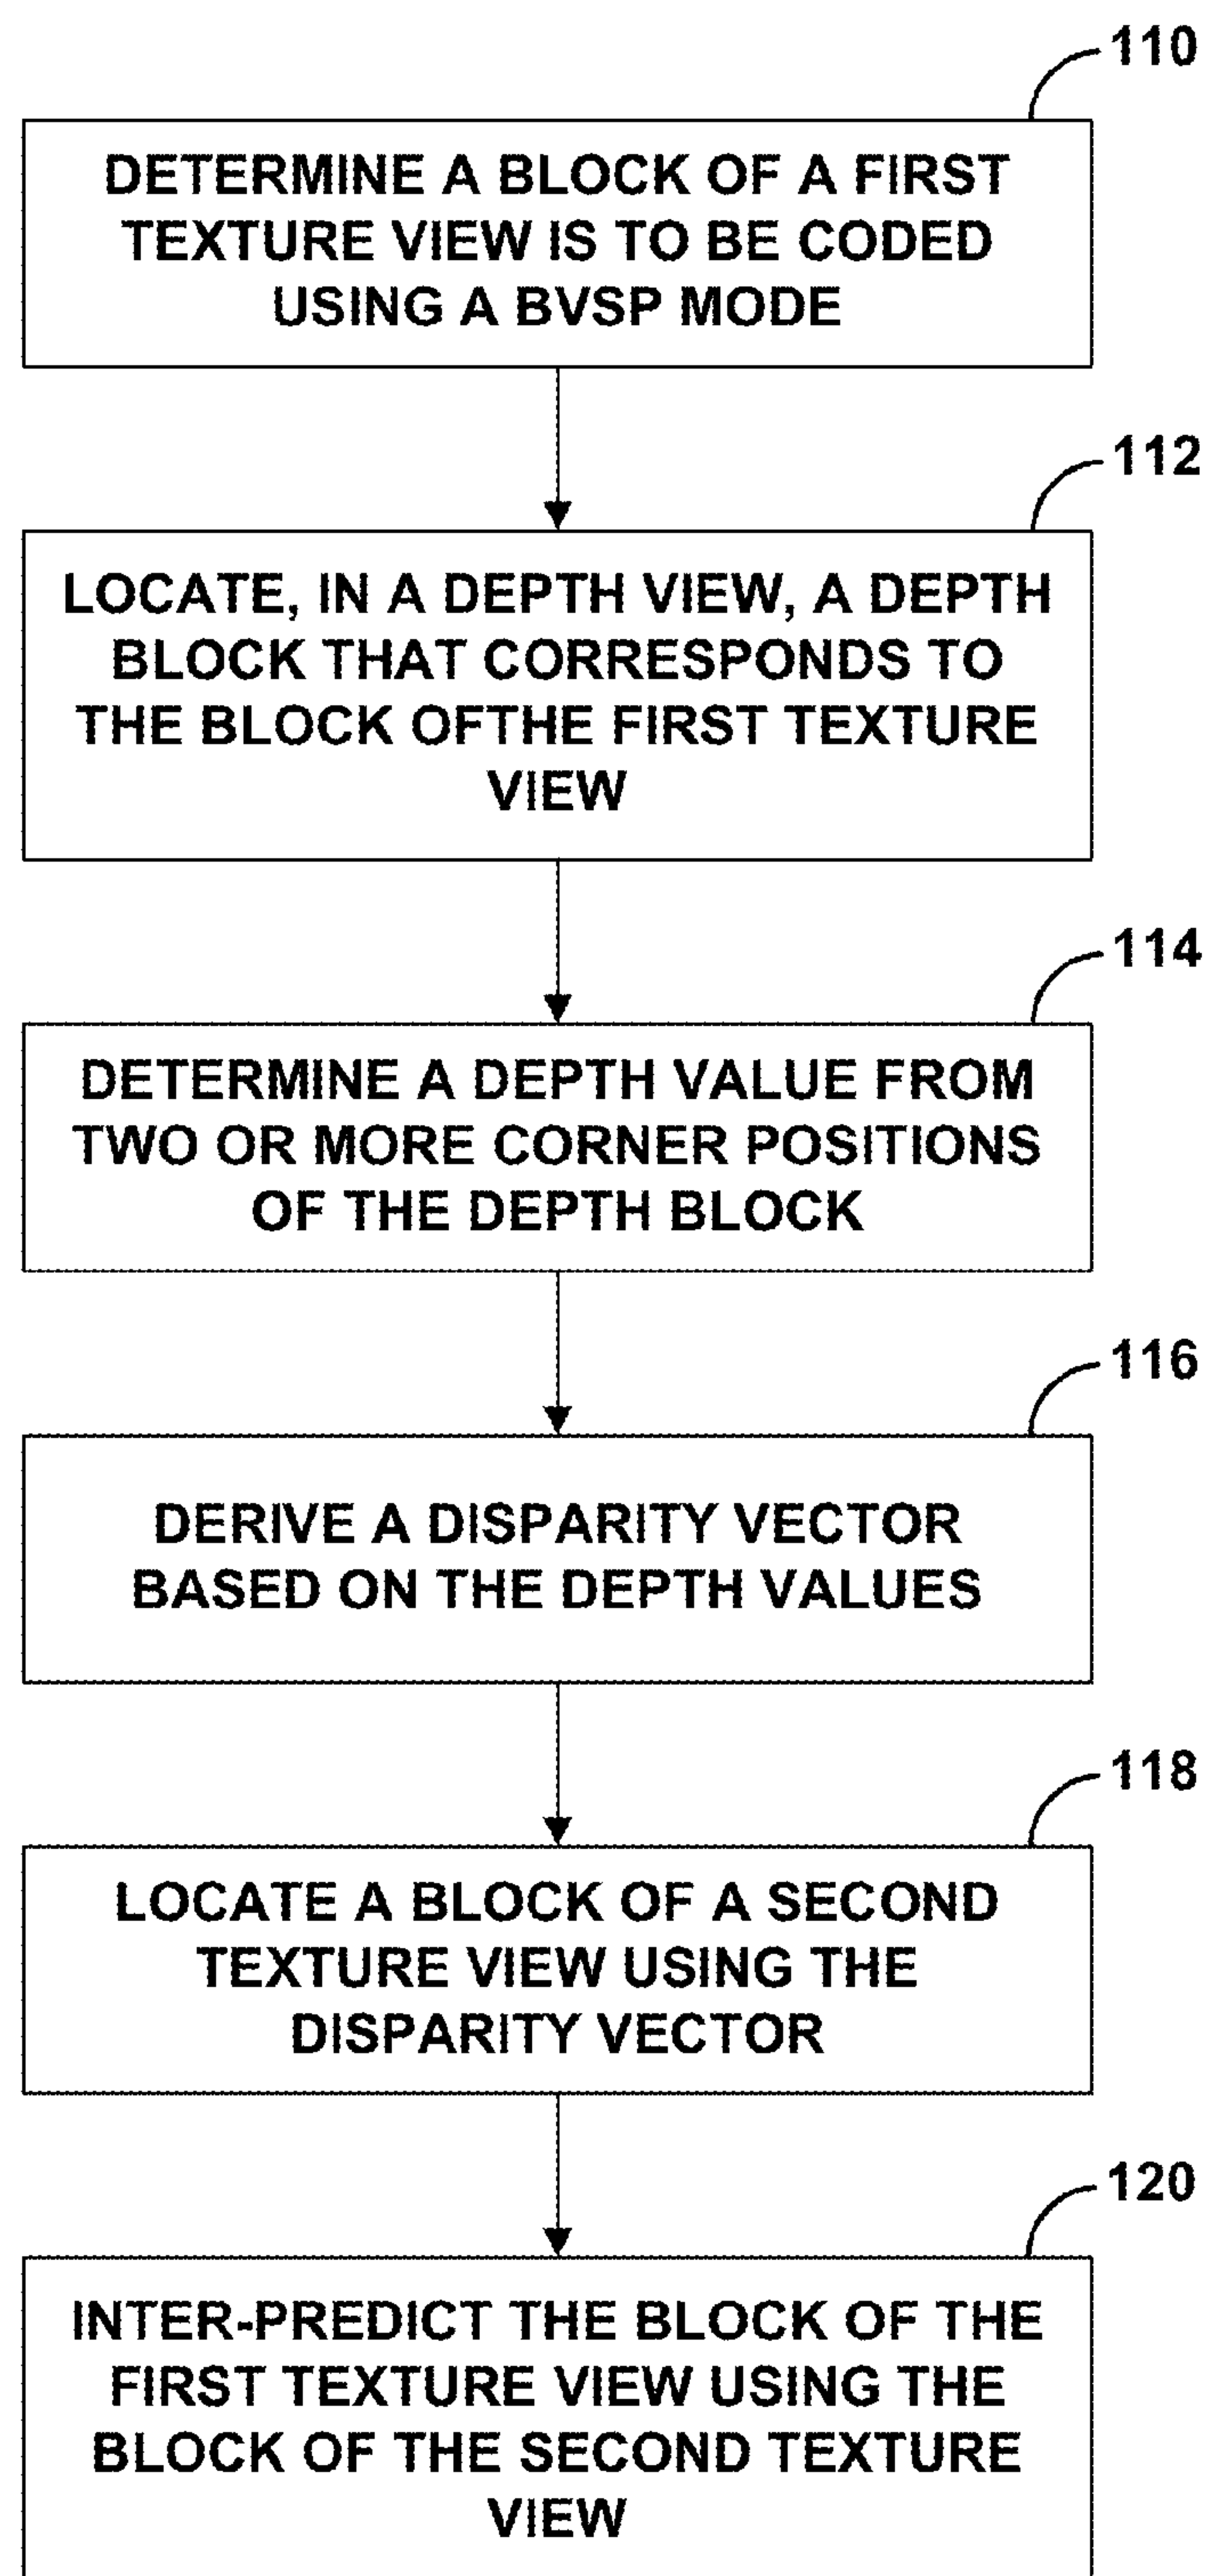 110
DETERMINE A BLOCK OF A FIRST
TEXTURE VIEW IS TO BE CODED
USING A BVSP MODE
112
LOCATE, IN A DEPTH VIEW, A DEPTH
BLOCK THAT CORRESPONDS TO
THE BLOCK OFTHE FIRST TEXTURE
VIEW
114
DETERMINE A DEPTH VALUE FROM
TWO OR MORE CORNER POSITIONS
OF THE DEPTH BLOCK
116
DERIVE A DISPARITY VECTOR
BASED ON THE DEPTH VALUES
118
LOCATE A BLOCK OF A SECOND
TEXTURE VIEW USING THE
DISPARITY VECTOR
120
INTER-PREDICT THE BLOCK OF THE
FIRST TEXTURE VIEW USING THE
BLOCK OF THE SECOND TEXTURE
VIEW